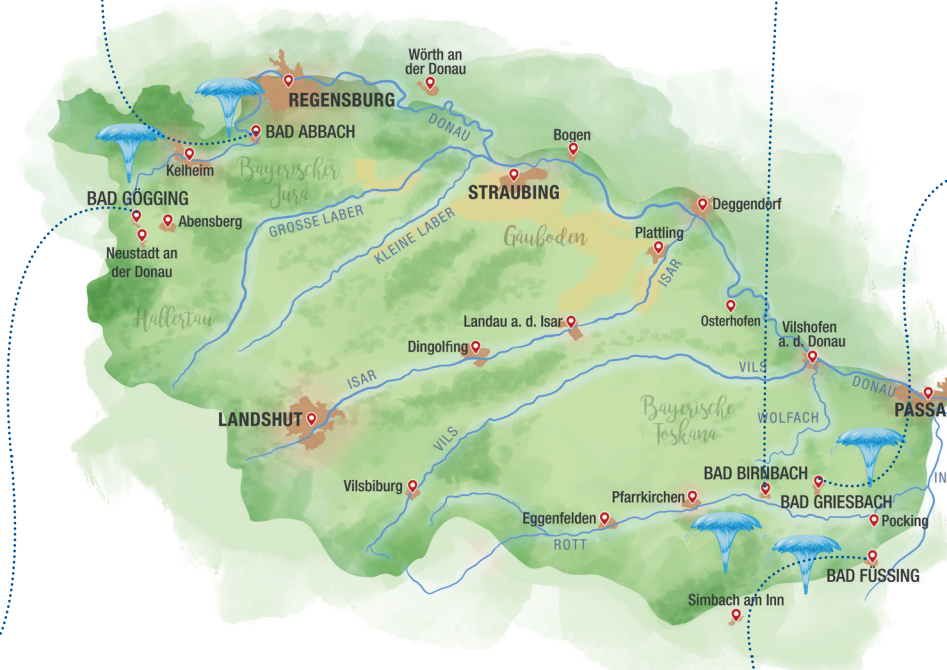 Wörth an
der Donau
REGENSBURG
DONAU
BAD ABBACH
Bogen
Kelheim
Bayerischer
Jura
STRAUBING
BAD GÖGGING
Abensberg
GROSSE LABER
KLEINE LABER
Deggendorf
Gäuboden
Plattling
Neustadt an
der Donau
ISAR
Hallertau
Landau a. d. Isar
Osterhofen
Vilshofen
a. d. Donau
Dingolfing
ISAR
VILS
DONAU
PASSA
LANDSHUT
Bayerische
Toskana
WOLFACH
VILS
Vilsbiburg
BAD BIRNBACH
IN
Pfarrkirchen
BAD GRIESBACH
Eggenfelden
Pocking
ROTT
BAD FÜSSING
Simbach am Inn